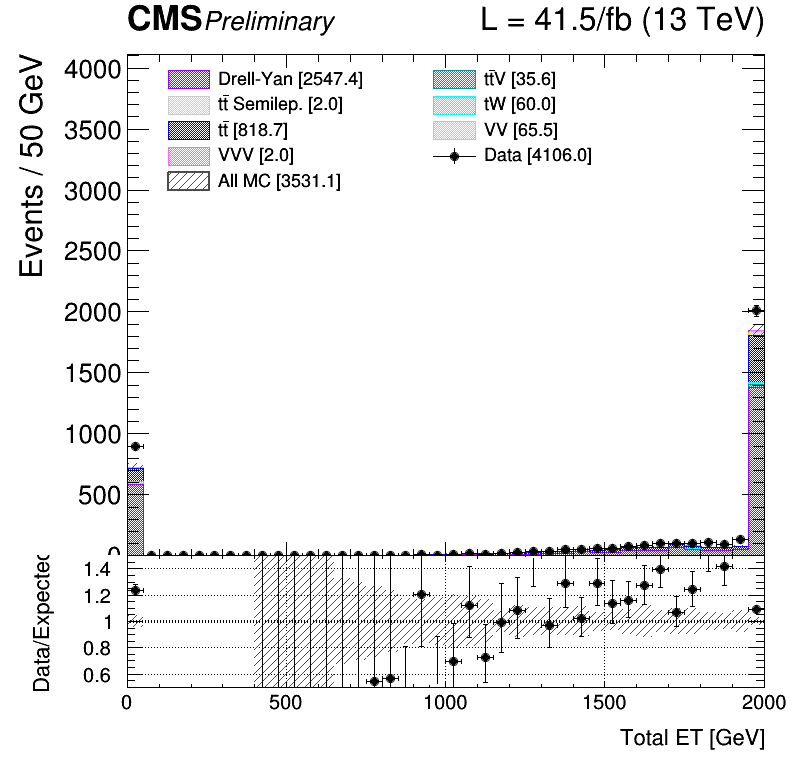 CMS Preliminary L = 41.5/fb (13 TeV)
Events / 50 GeV
4000
3500
3000
2500
2000
1500
1000
500
0
Drell-Yan [2547.4]
tt̄ Semilep. [2.0]
tt̄ [818.7]
VVV [2.0]
All MC [3531.1]
tt̄V [35.6]
tW [60.0]
VV [65.5]
Data [4106.0]
Data/Expected
1.4
1.2
1
0.8
0.6
0 500 1000 1500 2000
Total ET [GeV]